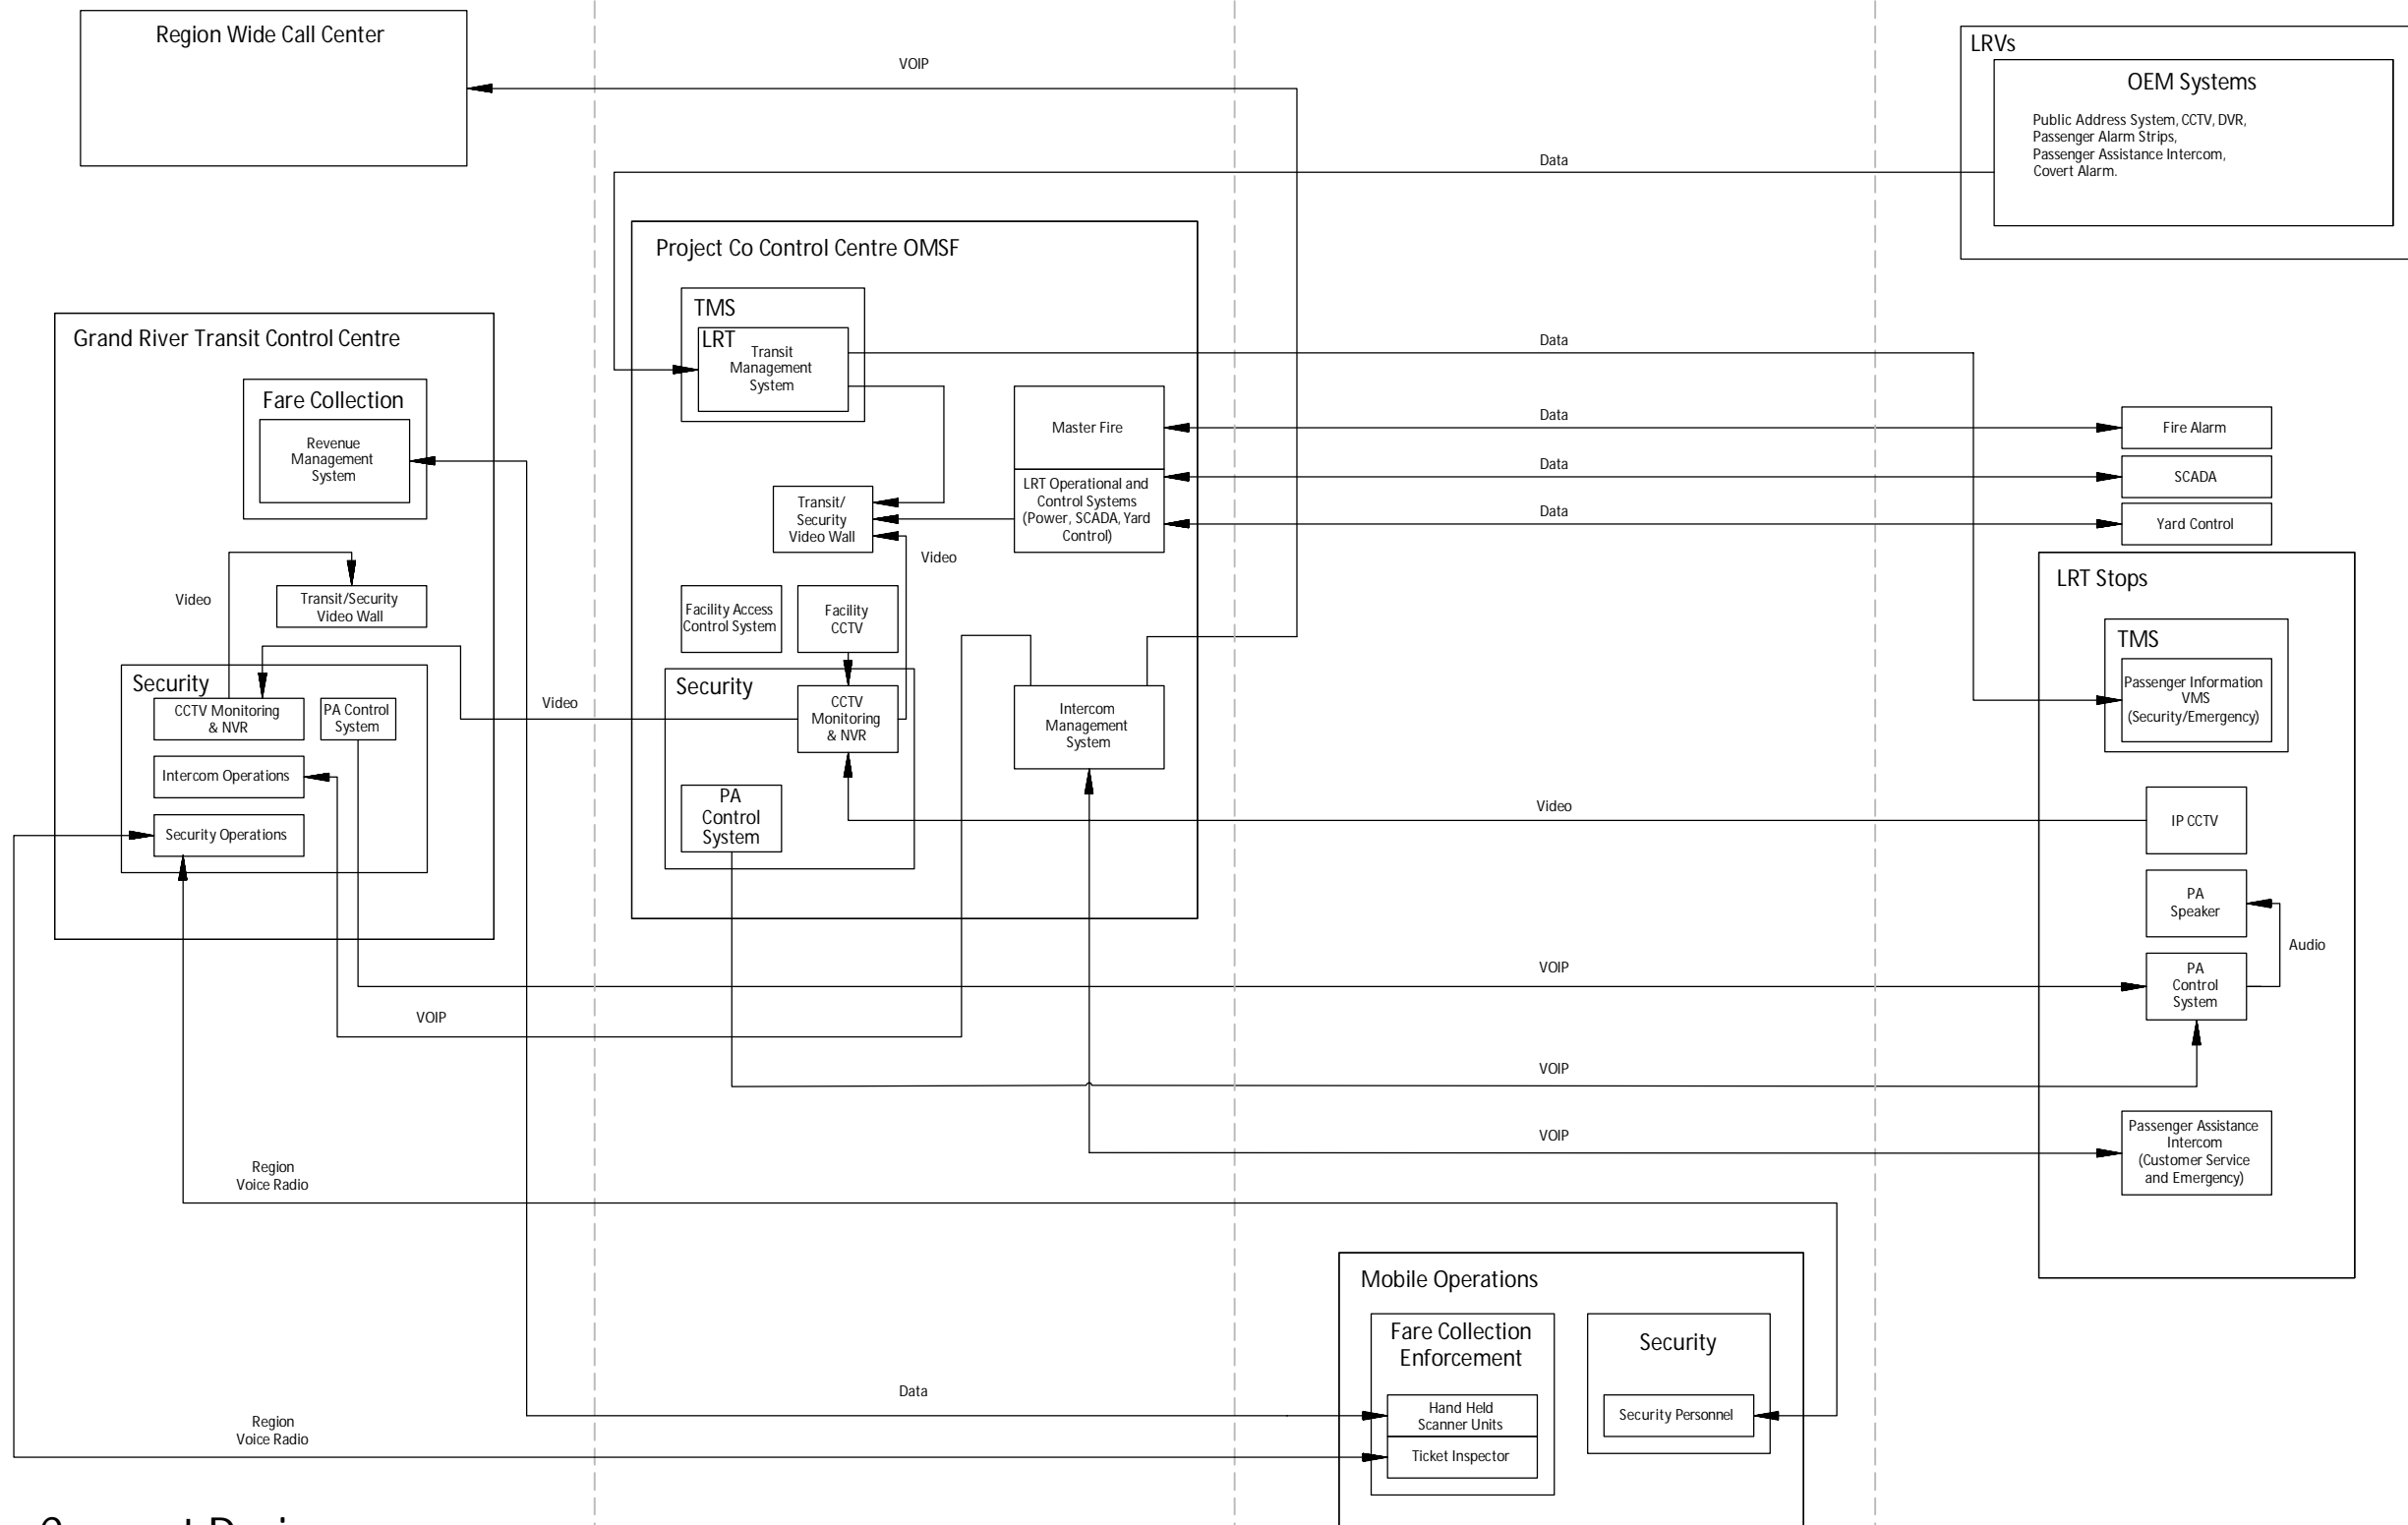 Region Wide Call Center
VOIP
LRVs
OEM Systems
Public Address System, CCTV, DVR,
Passenger Alarm Strips,
Passenger Assistance Intercom,
Covert Alarm.
Data
Project Co Control Centre OMSF
TMS
LRT
Transit
Management
System
Data
Master Fire
LRT Operational and
Control Systems
(Power, SCADA, Yard
Control)
Transit/
Security
Video Wall
Video
Facility Access
Control System
Facility
CCTV
Security
CCTV
Monitoring
& NVR
PA
Control
System
Intercom
Management
System
Grand River Transit Control Centre
Fare Collection
Revenue
Management
System
Video
Transit/Security
Video Wall
Security
CCTV Monitoring
& NVR
PA Control
System
Intercom Operations
Security Operations
Video
Data
Fire Alarm
Data
SCADA
Data
Yard Control
LRT Stops
TMS
Passenger Information
VMS
(Security/Emergency)
Video
IP CCTV
PA
Speaker
Audio
VOIP
PA
Control
System
VOIP
VOIP
VOIP
Passenger Assistance
Intercom
(Customer Service
and Emergency)
Region
Voice Radio
Mobile Operations
Fare Collection
Enforcement
Hand Held
Scanner Units
Ticket Inspector
Security
Security Personnel
Data
Region
Voice Radio